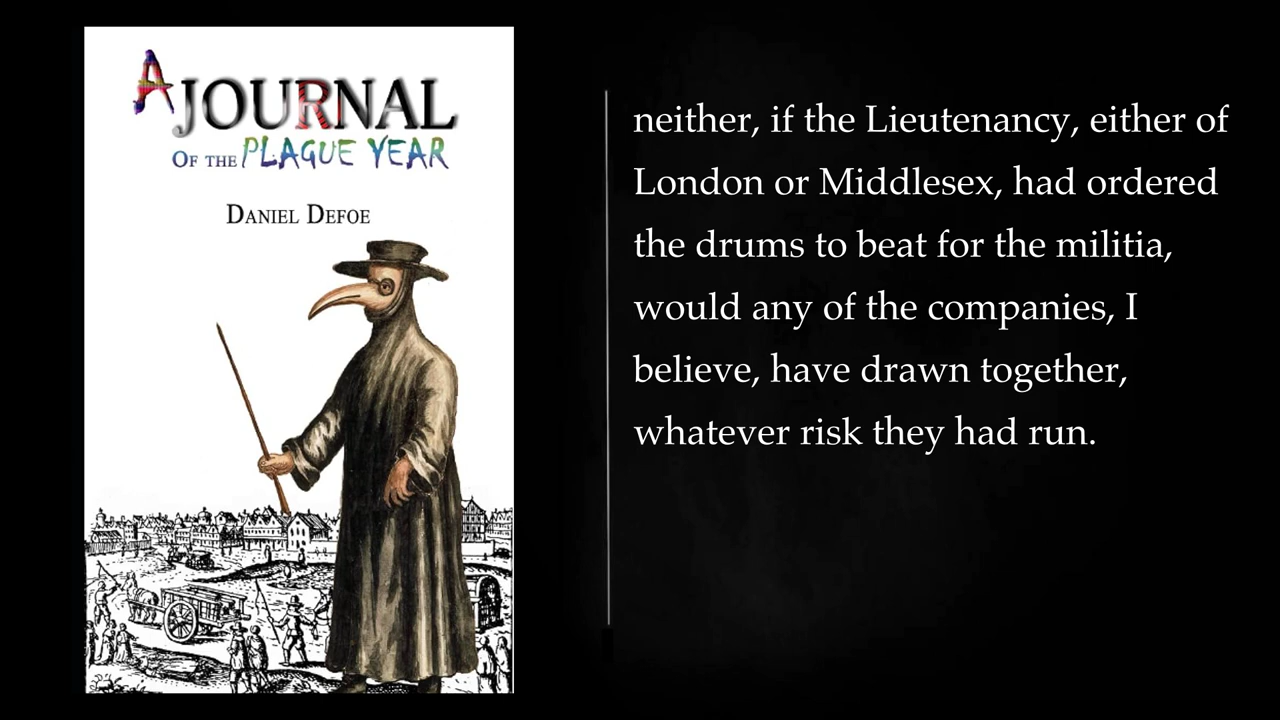 A JOURNAL
OF THE PLAGUE YEAR
DANIEL DEFOE
neither, if the Lieutenancy, either of
London or Middlesex, had ordered
the drums to beat for the militia,
would any of the companies, I
believe, have drawn together,
whatever risk they had run.